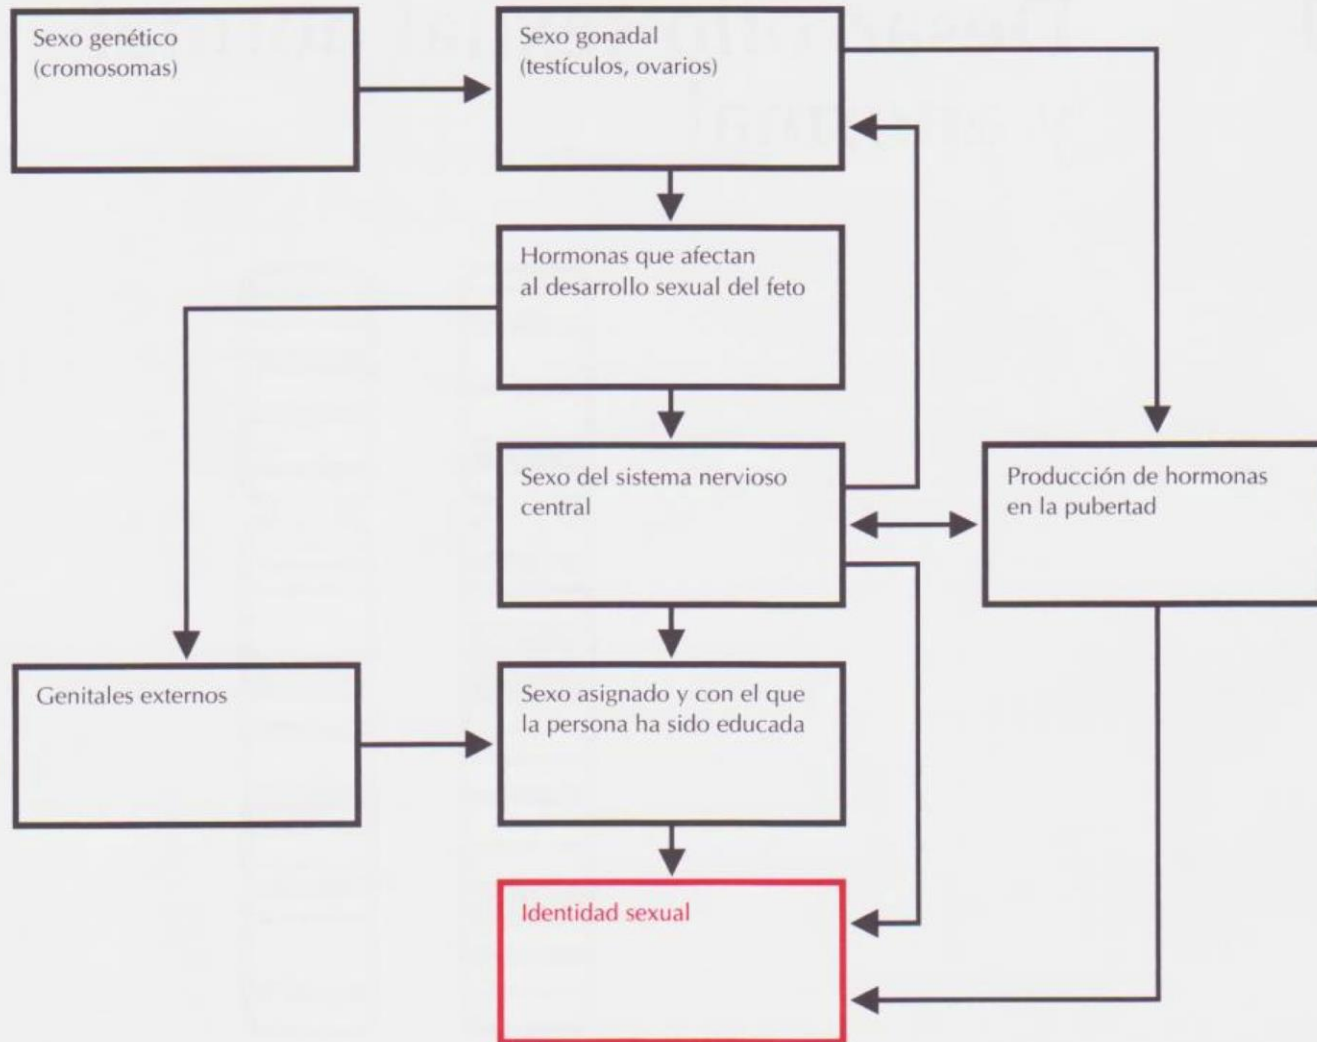 Sexo genético
(cromosomas)
Sexo gonadal
(testículos, ovarios)
Hormonas que afectan
al desarrollo sexual del feto
Sexo del sistema nervioso
central
Producción de hormonas
en la pubertad
Genitales externos
Sexo asignado y con el que
la persona ha sido educada
Identidad sexual